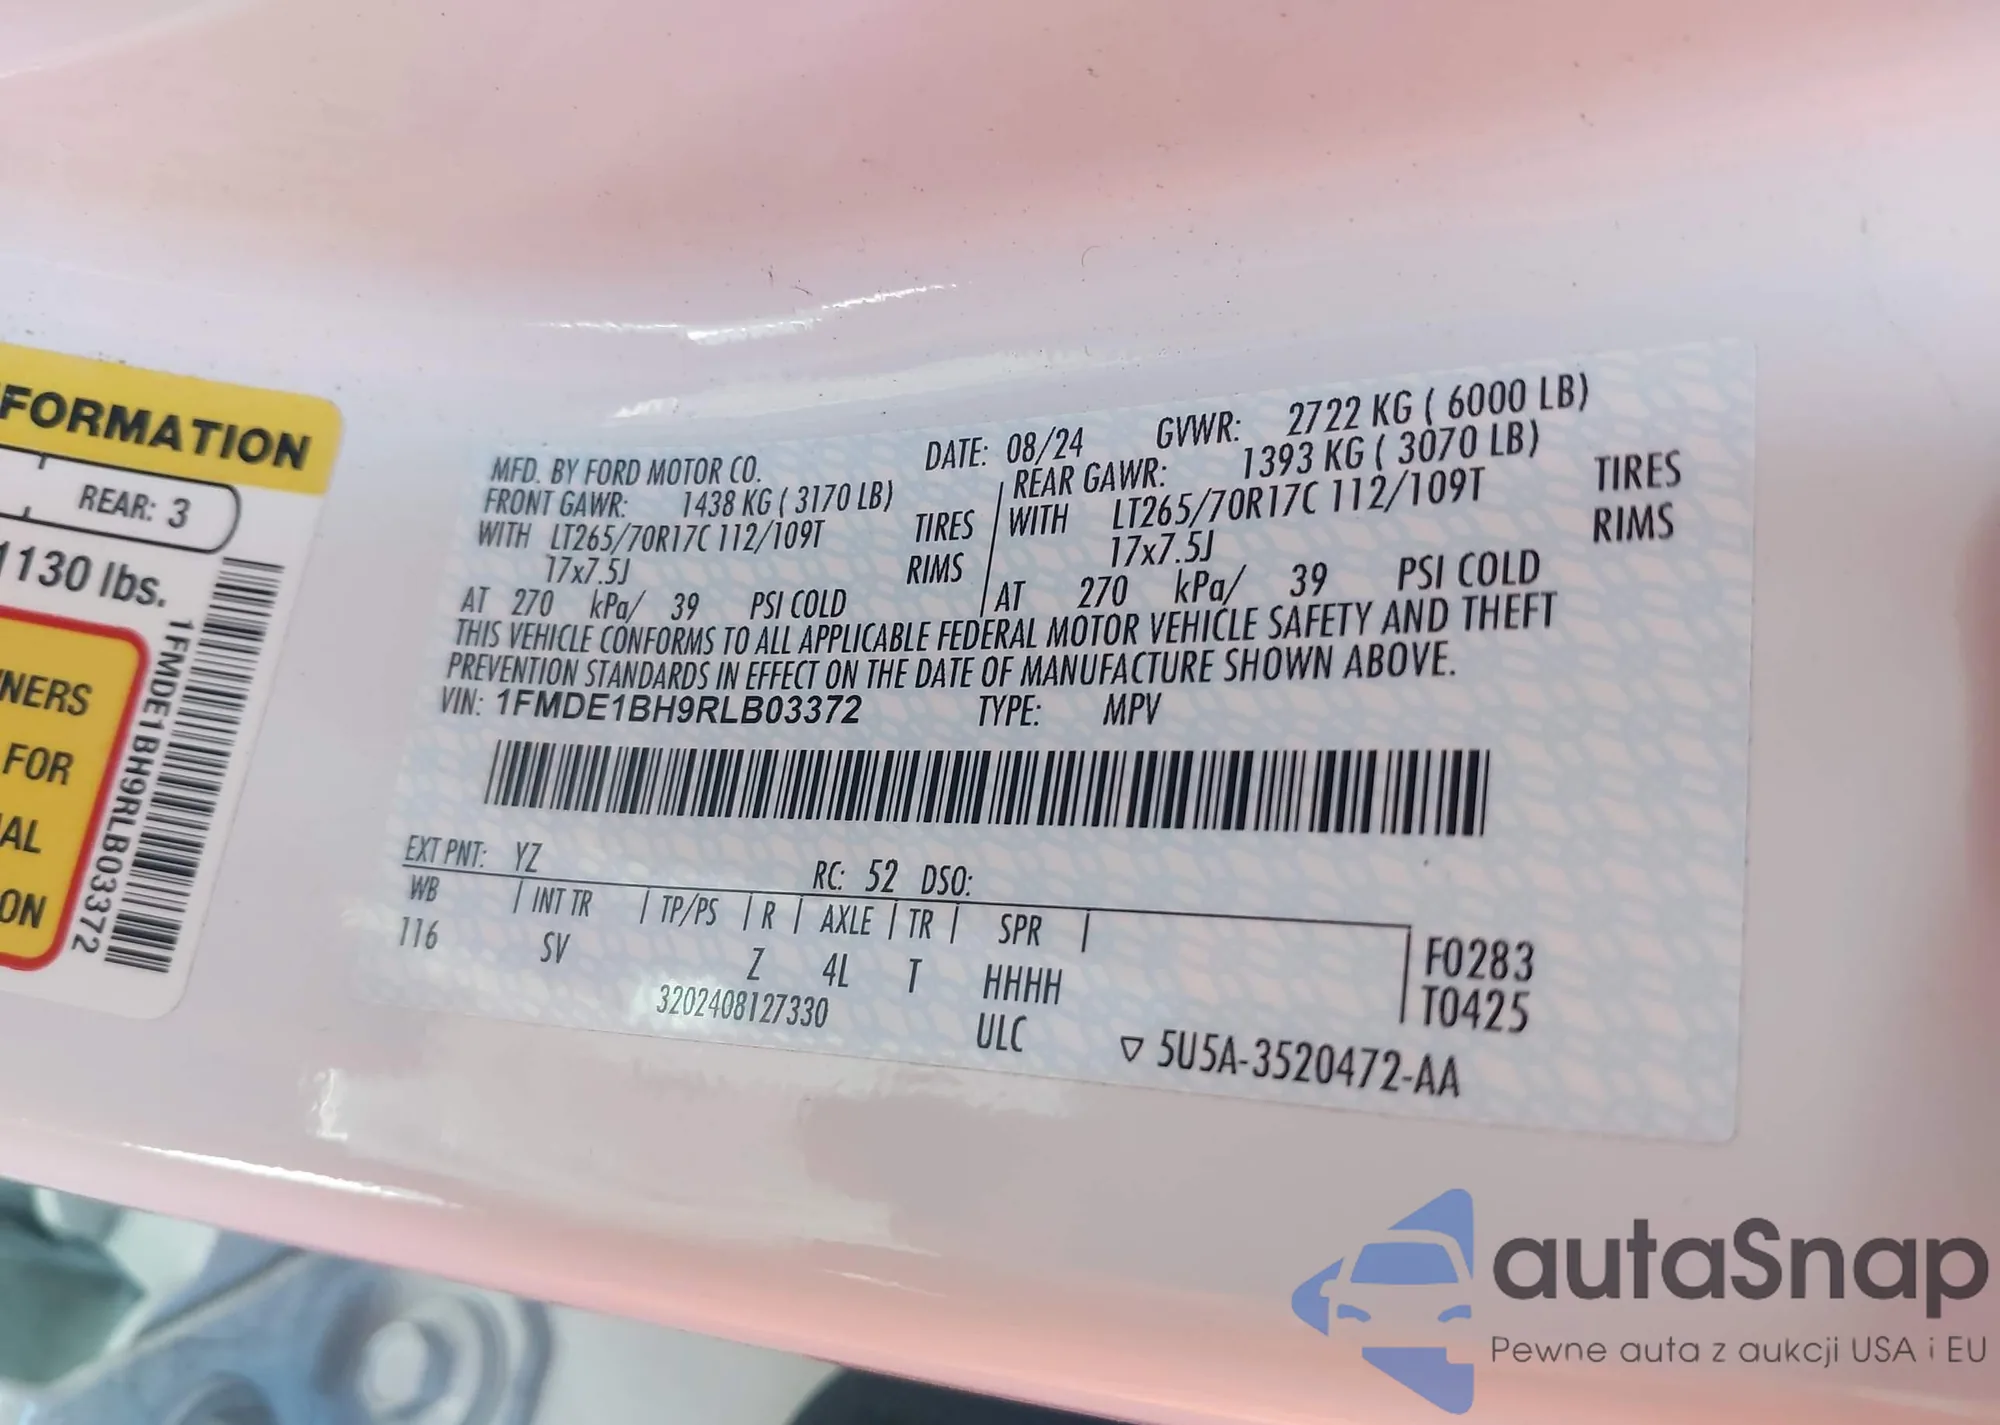 FORMATION
REAR: 3
1130 lbs.
NERS
FOR
AL
ON
1FMDE1BH9RLB03372
MFD. BY FORD MOTOR CO. DATE: 08/24 GVWR: 2722 KG ( 6000 LB)
FRONT GAWR: 1438 KG ( 3170 LB) REAR GAWR: 1393 KG ( 3070 LB)
WITH LT265/70R17C 112/109T TIRES WITH LT265/70R17C 112/109T TIRES
17x7.5J RIMS 17x7.5J RIMS
AT 270 kPa/ 39 PSI COLD AT 270 kPa/ 39 PSI COLD
THIS VEHICLE CONFORMS TO ALL APPLICABLE FEDERAL MOTOR VEHICLE SAFETY AND THEFT
PREVENTION STANDARDS IN EFFECT ON THE DATE OF MANUFACTURE SHOWN ABOVE.
VIN: 1FMDE1BH9RLB03372 TYPE: MPV
EXT PNT: YZ RC: 52 DSO:
WB | INT TR | TP/PS | R | AXLE | TR | SPR |
116 SV Z 4L T HHHH F0283
3202408127330 ULC T0425
▽ 5U5A-3520472-AA
autaSnap
Pewne auta z aukcji USA i EU